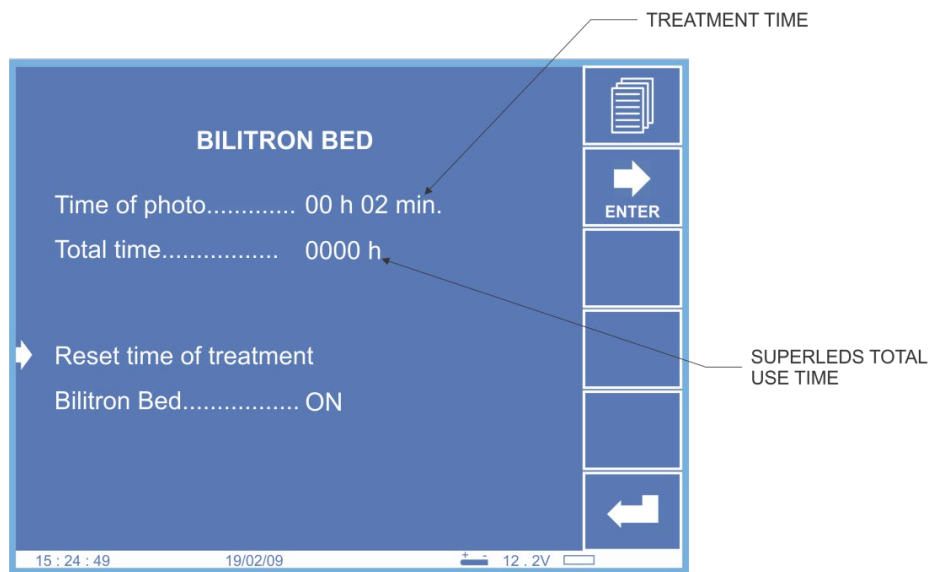 TREATMENT TIME
BILITRON BED
Time of photo............. 00 h 02 min.
ENTER
Total time................. 0000 h
Reset time of treatment
SUPERLEDS TOTAL
USE TIME
Bilitron Bed................. ON
15 : 24 : 49 19/02/09 + - 12 . 2V